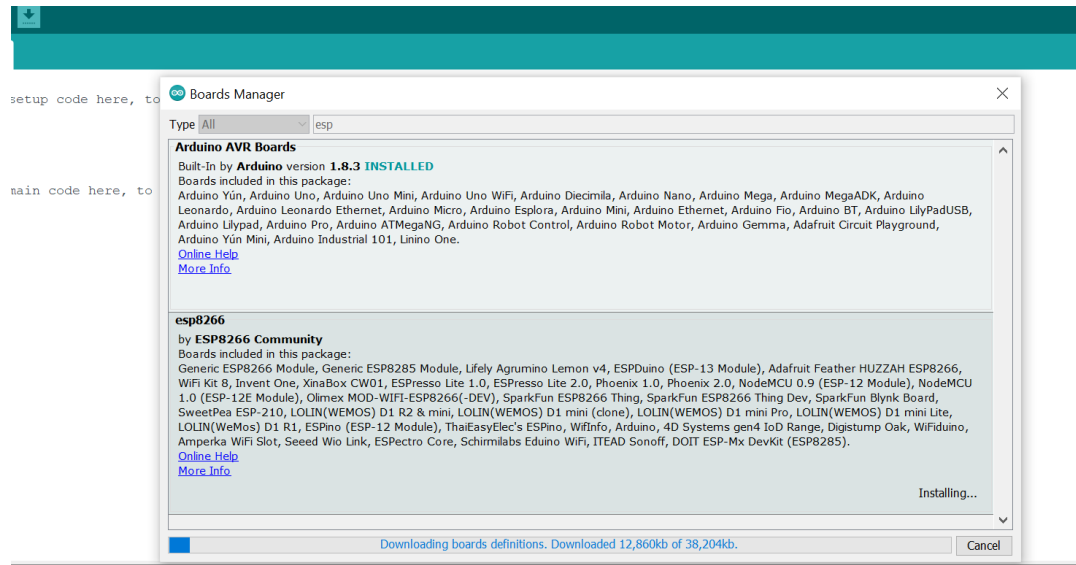 Boards Manager
setup code here, to
Type All esp
Arduino AVR Boards
Built-In by Arduino version 1.8.3 INSTALLED
Boards included in this package:
Arduino Yún, Arduino Uno, Arduino Uno Mini, Arduino Uno WiFi, Arduino Diecimila, Arduino Nano, Arduino Mega, Arduino MegaADK, Arduino
main code here, to
Leonardo, Arduino Leonardo Ethernet, Arduino Micro, Arduino Esplora, Arduino Mini, Arduino Ethernet, Arduino Fio, Arduino BT, Arduino LilyPadUSB,
Arduino Lilypad, Arduino Pro, Arduino ATMegaNG, Arduino Robot Control, Arduino Robot Motor, Arduino Gemma, Adafruit Circuit Playground,
Arduino Yún Mini, Arduino Industrial 101, Linino One.
Online Help
More Info
esp8266
by ESP8266 Community
Boards included in this package:
Generic ESP8266 Module, Generic ESP8285 Module, Lifely Agrumino Lemon v4, ESPDuino (ESP-13 Module), Adafruit Feather HUZZAH ESP8266,
WiFi Kit 8, Invent One, XinaBox CW01, ESPresso Lite 1.0, ESPresso Lite 2.0, Phoenix 1.0, Phoenix 2.0, NodeMCU 0.9 (ESP-12 Module), NodeMCU
1.0 (ESP-12E Module), Olimex MOD-WIFI-ESP8266(-DEV), SparkFun ESP8266 Thing, SparkFun ESP8266 Thing Dev, SparkFun Blynk Board,
SweetPea ESP-210, LOLIN(WEMOS) D1 R2 & mini, LOLIN(WEMOS) D1 mini (clone), LOLIN(WEMOS) D1 mini Pro, LOLIN(WEMOS) D1 mini Lite,
LOLIN(WeMos) D1 R1, ESPino (ESP-12 Module), ThaiEasyElec's ESPino, WifInfo, Arduino, 4D Systems gen4 IoD Range, Digistump Oak, WiFiduino,
Amperka WiFi Slot, Seeed Wio Link, ESPectro Core, Schirmilabs Eduino WiFi, ITEAD Sonoff, DOIT ESP-Mx DevKit (ESP8285).
Online Help
More Info
Installing...
Downloading boards definitions. Downloaded 12,860kb of 38,204kb.
Cancel